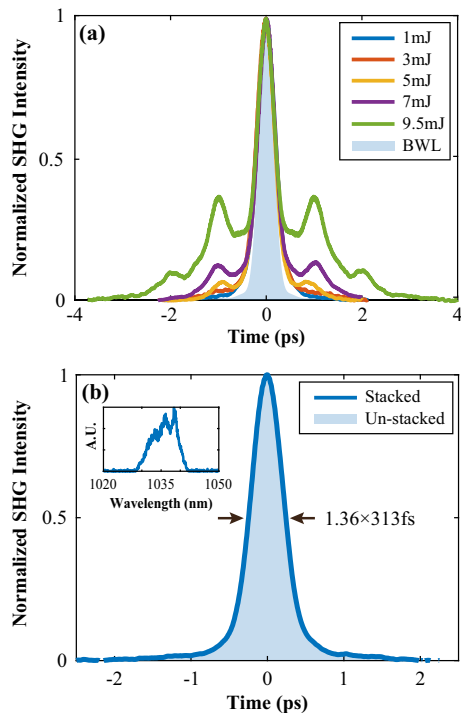 (a)
Normalized SHG Intensity
1
0.5
0
-4
-2
0
2
4
Time (ps)
1mJ
3mJ
5mJ
7mJ
9.5mJ
BWL
(b)
Normalized SHG Intensity
1
0.5
0
-2
-1
0
1
2
Time (ps)
Stacked
Un-stacked
A.U.
1020
1035
1050
Wavelength (nm)
1.36×313fs